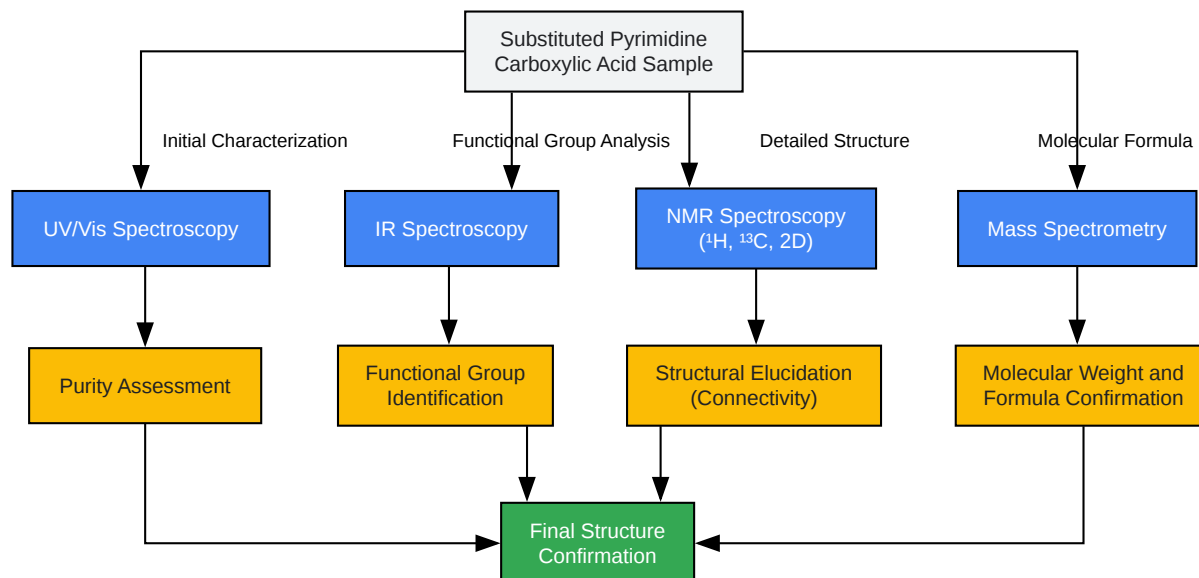 Substituted Pyrimidine
Carboxylic Acid Sample
Initial Characterization
Functional Group Analysis
Detailed Structure
Molecular Formula
UV/Vis Spectroscopy
IR Spectroscopy
NMR Spectroscopy
(¹H, ¹³C, 2D)
Mass Spectrometry
Purity Assessment
Functional Group
Identification
Structural Elucidation
(Connectivity)
Molecular Weight and
Formula Confirmation
Final Structure
Confirmation